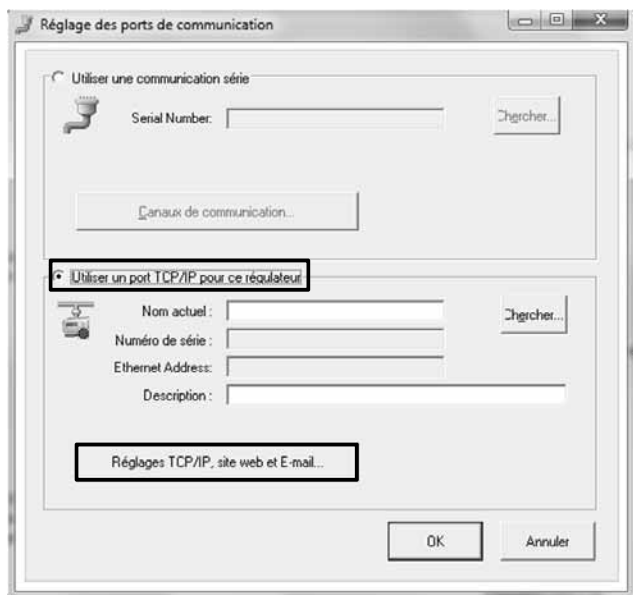 Réglage des ports de communication
Utiliser une communication série
Serial Number:
Chercher...
Canaux de communication...
Utiliser un port TCP/IP pour ce régulateur
Nom actuel :
Chercher...
Numéro de série :
Ethernet Address:
Description :
Réglages TCP/IP, site web et E-mail...
OK
Annuler